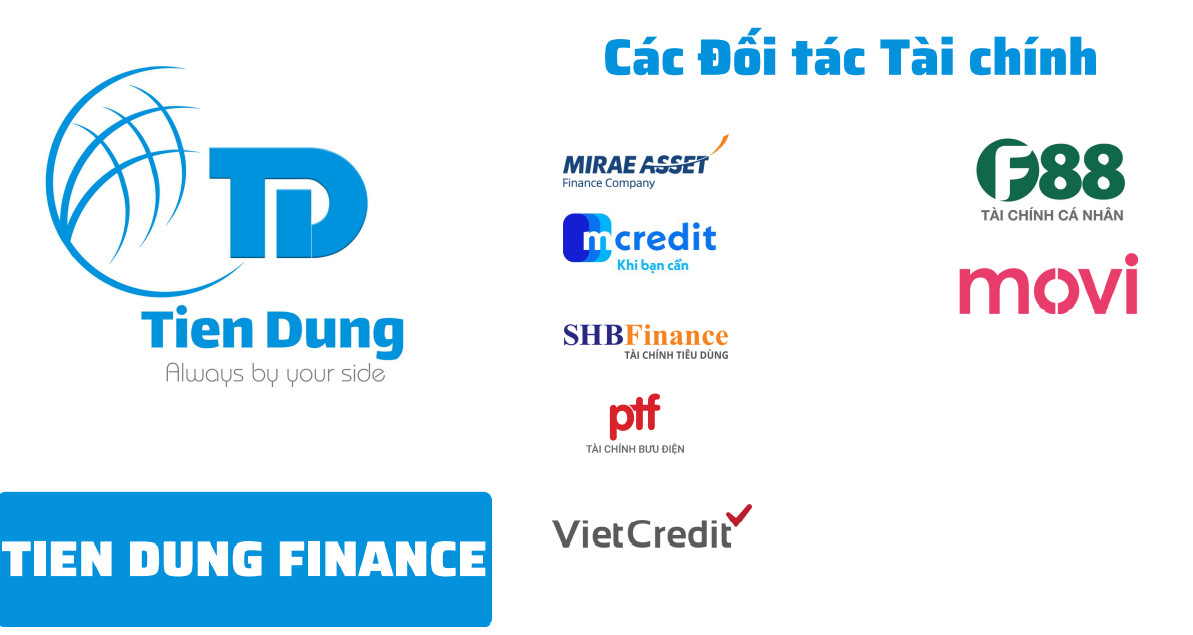 TD
Tien Dung
Always by your side
TIEN DUNG FINANCE
Các Đối tác Tài chính
MIRAE ASSET
Finance Company
mcredit
Khi bạn cần
SHBFinance
TÀI CHÍNH TIÊU DÙNG
ptf
TÀI CHÍNH BƯU ĐIỆN
VietCredit
F88
TÀI CHÍNH CÁ NHÂN
movi